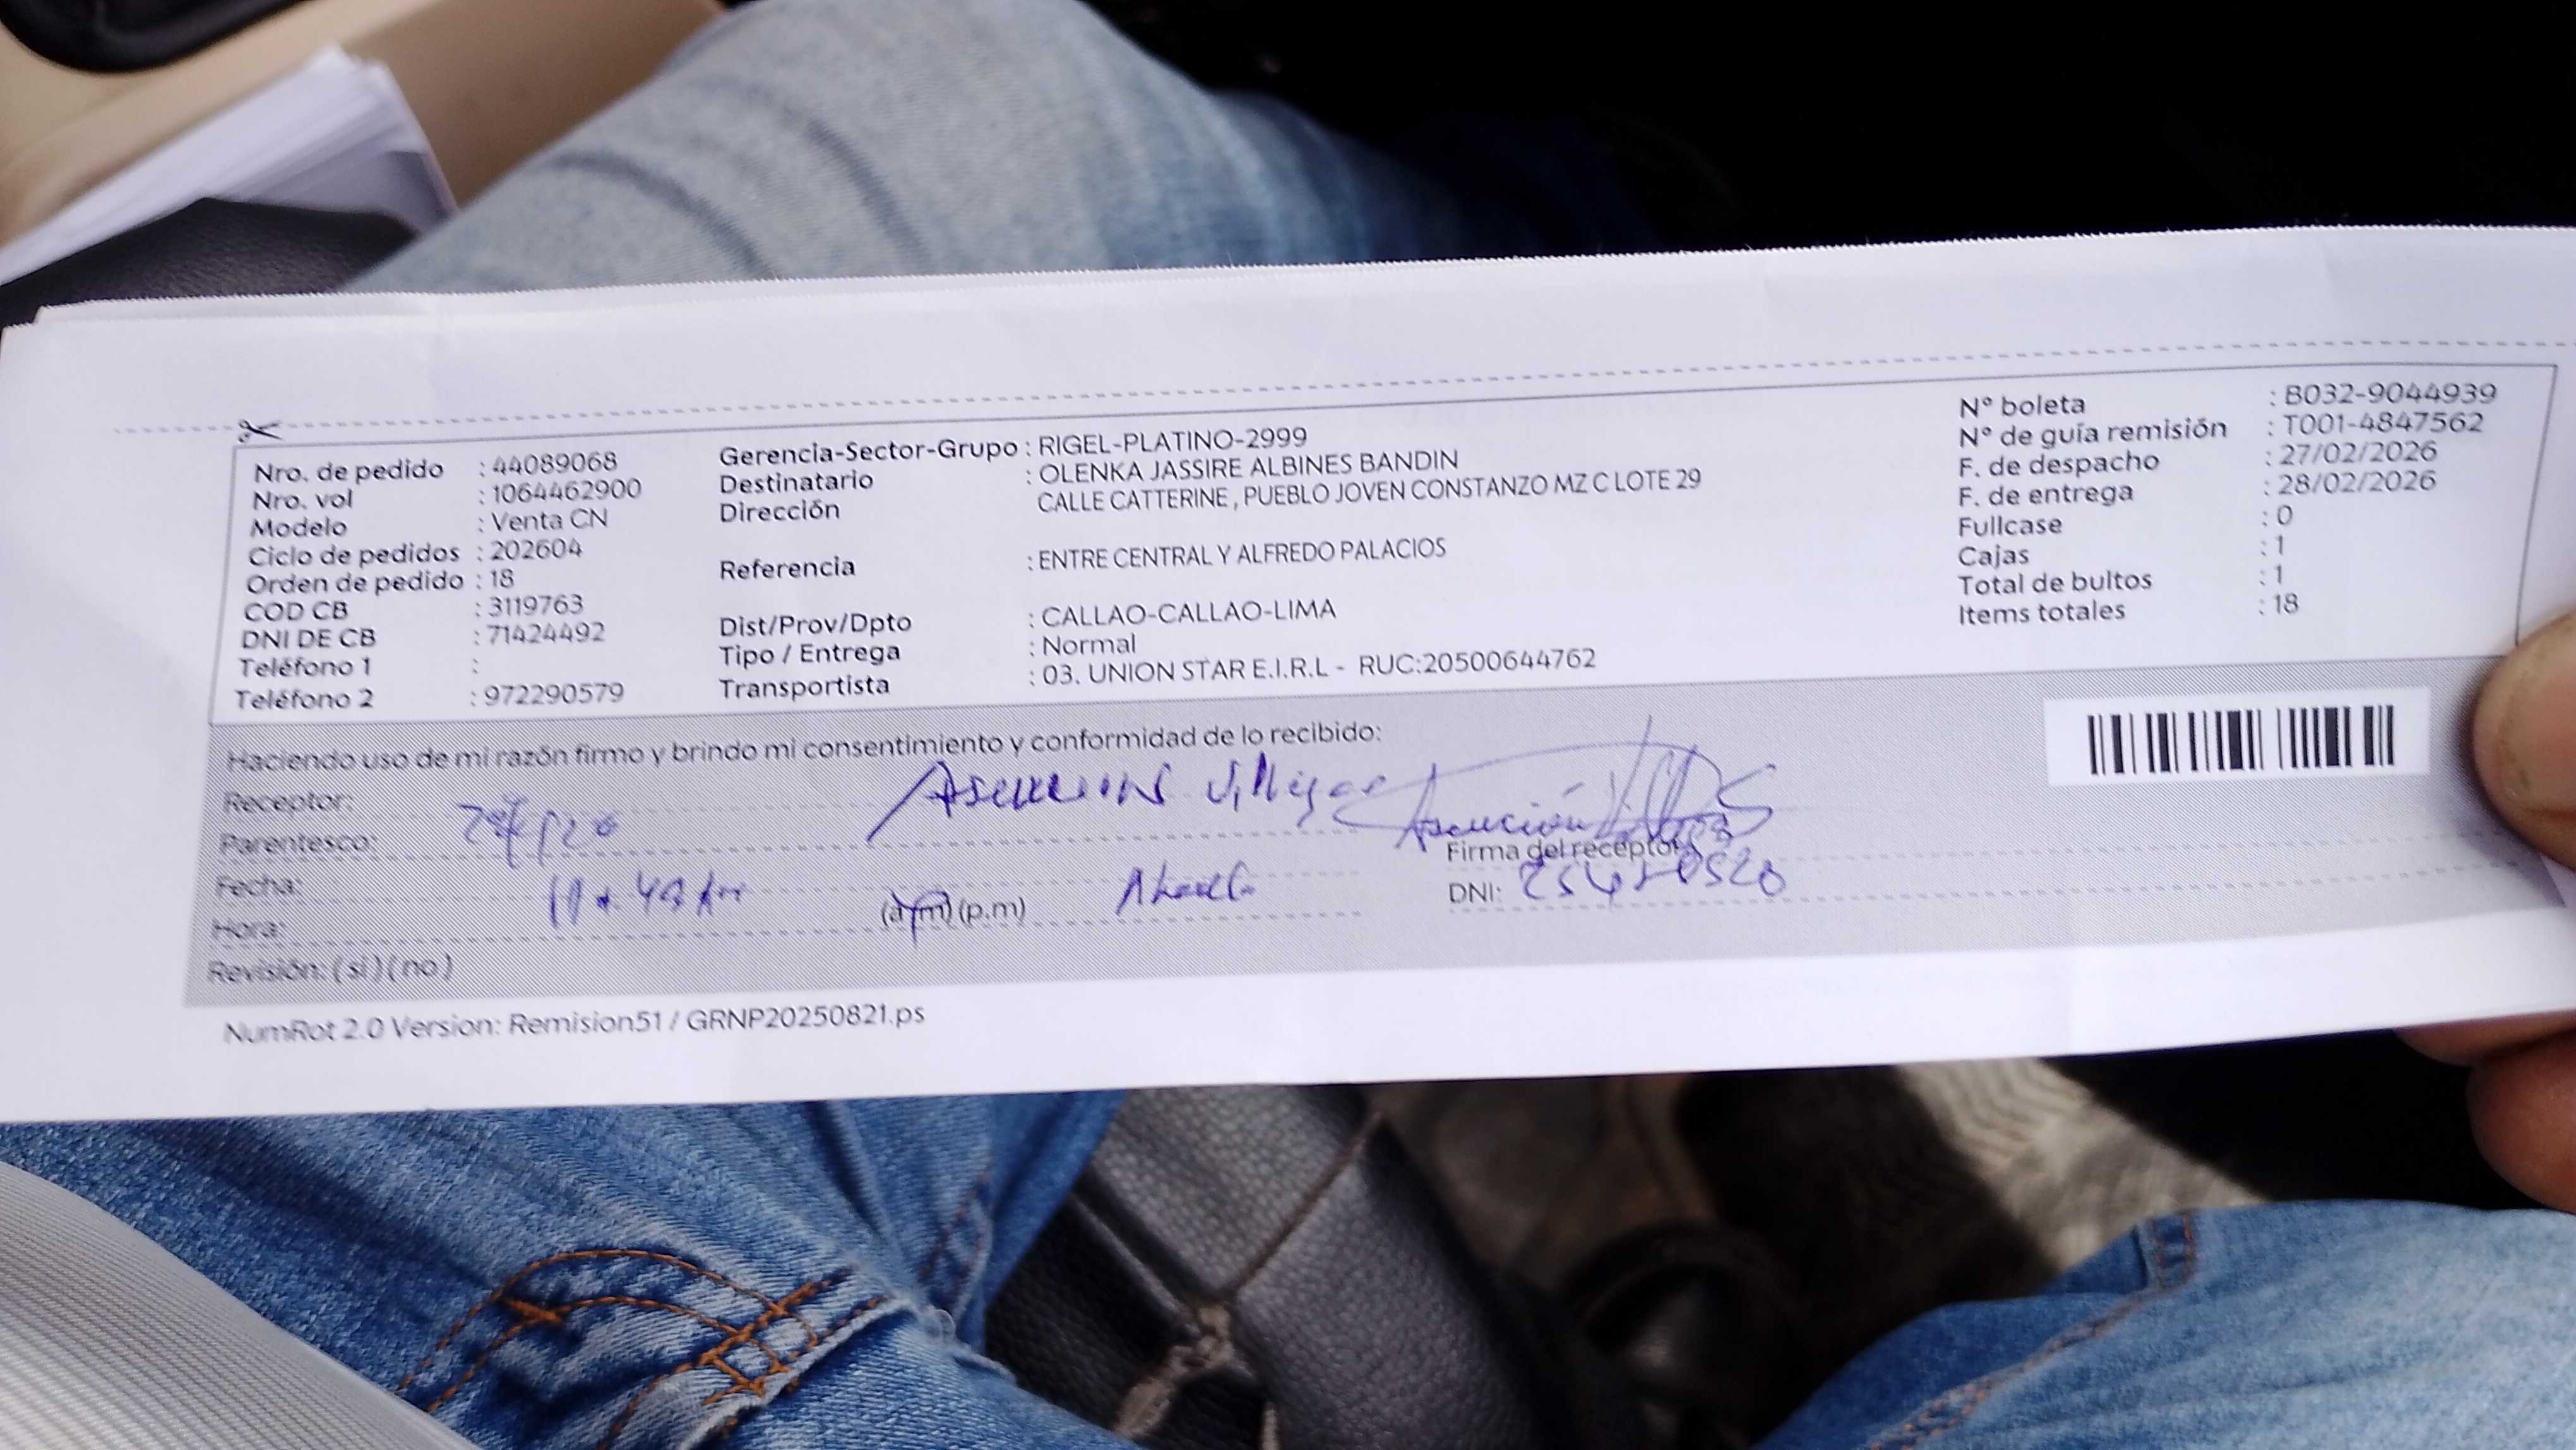 Nro. de pedido : 44089068
Nro. vol : 1064462900
Modelo : Venta CN
Ciclo de pedidos : 202604
Orden de pedido : 18
COD CB : 3119763
DNI DE CB : 71424492
Teléfono 1 :
Teléfono 2 : 972290579
Gerencia-Sector-Grupo : RIGEL-PLATINO-2999
Destinatario : OLENKA JASSIRE ALBINES BANDIN
Dirección CALLE CATTERINE , PUEBLO JOVEN CONSTANZO MZ C LOTE 29
Referencia : ENTRE CENTRAL Y ALFREDO PALACIOS
Dist/Prov/Dpto : CALLAO-CALLAO-LIMA
Tipo / Entrega : Normal
Transportista : 03. UNION STAR E.I.R.L - RUC:20500644762
N° boleta : B032-9044939
N° de guía remisión : T001-4847562
F. de despacho : 27/02/2026
F. de entrega : 28/02/2026
Fullcase : 0
Cajas : 1
Total de bultos : 1
Items totales : 18
Haciendo uso de mi razón firmo y brindo mi consentimiento y conformidad de lo recibido:
Receptor:
Parentesco:
Fecha:
Hora: (a.m) (p.m)
Revisión: (si) (no)
Asunción
Firma del receptor
DNI:
NumRot 2.0 Version: Remision51 / GRNP20250821.ps